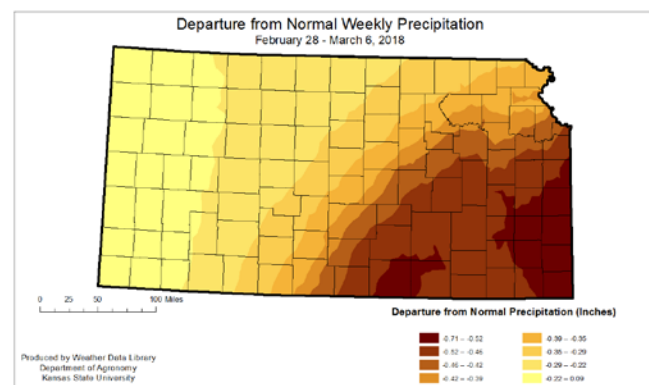 Departure from Normal Weekly Precipitation
February 28 - March 6, 2018
0 25 50 100 Miles
Departure from Normal Precipitation (Inches)
-0.71 – -0.52
-0.52 – -0.46
-0.46 – -0.42
-0.42 – -0.39
-0.39 – -0.35
-0.35 – -0.29
-0.29 – -0.22
-0.22 – 0.09
Produced by Weather Data Library
Department of Agronomy
Kansas State University